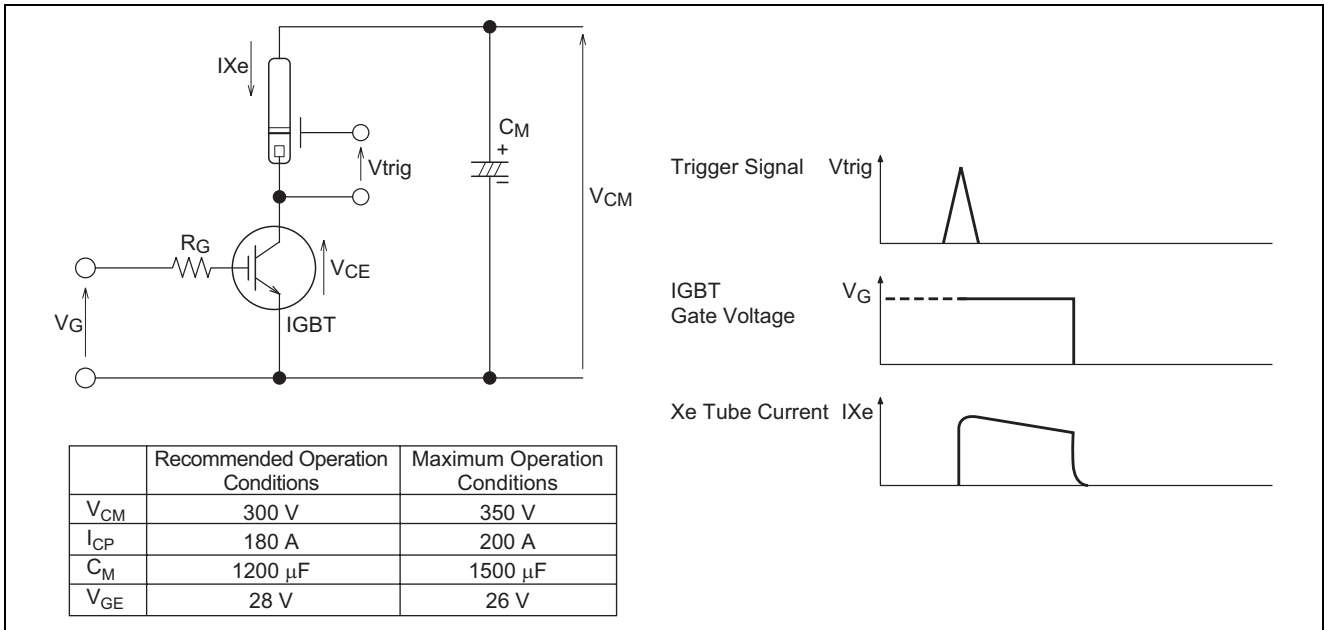 IXe
Vtrig
CM
+
–
VCM
RG
VCE
IGBT
VG
Recommended Operation Conditions
Maximum Operation Conditions
VCM 300 V 350 V
ICP 180 A 200 A
CM 1200 μF 1500 μF
VGE 28 V 26 V
Trigger Signal Vtrig
IGBT
Gate Voltage
VG
Xe Tube Current IXe